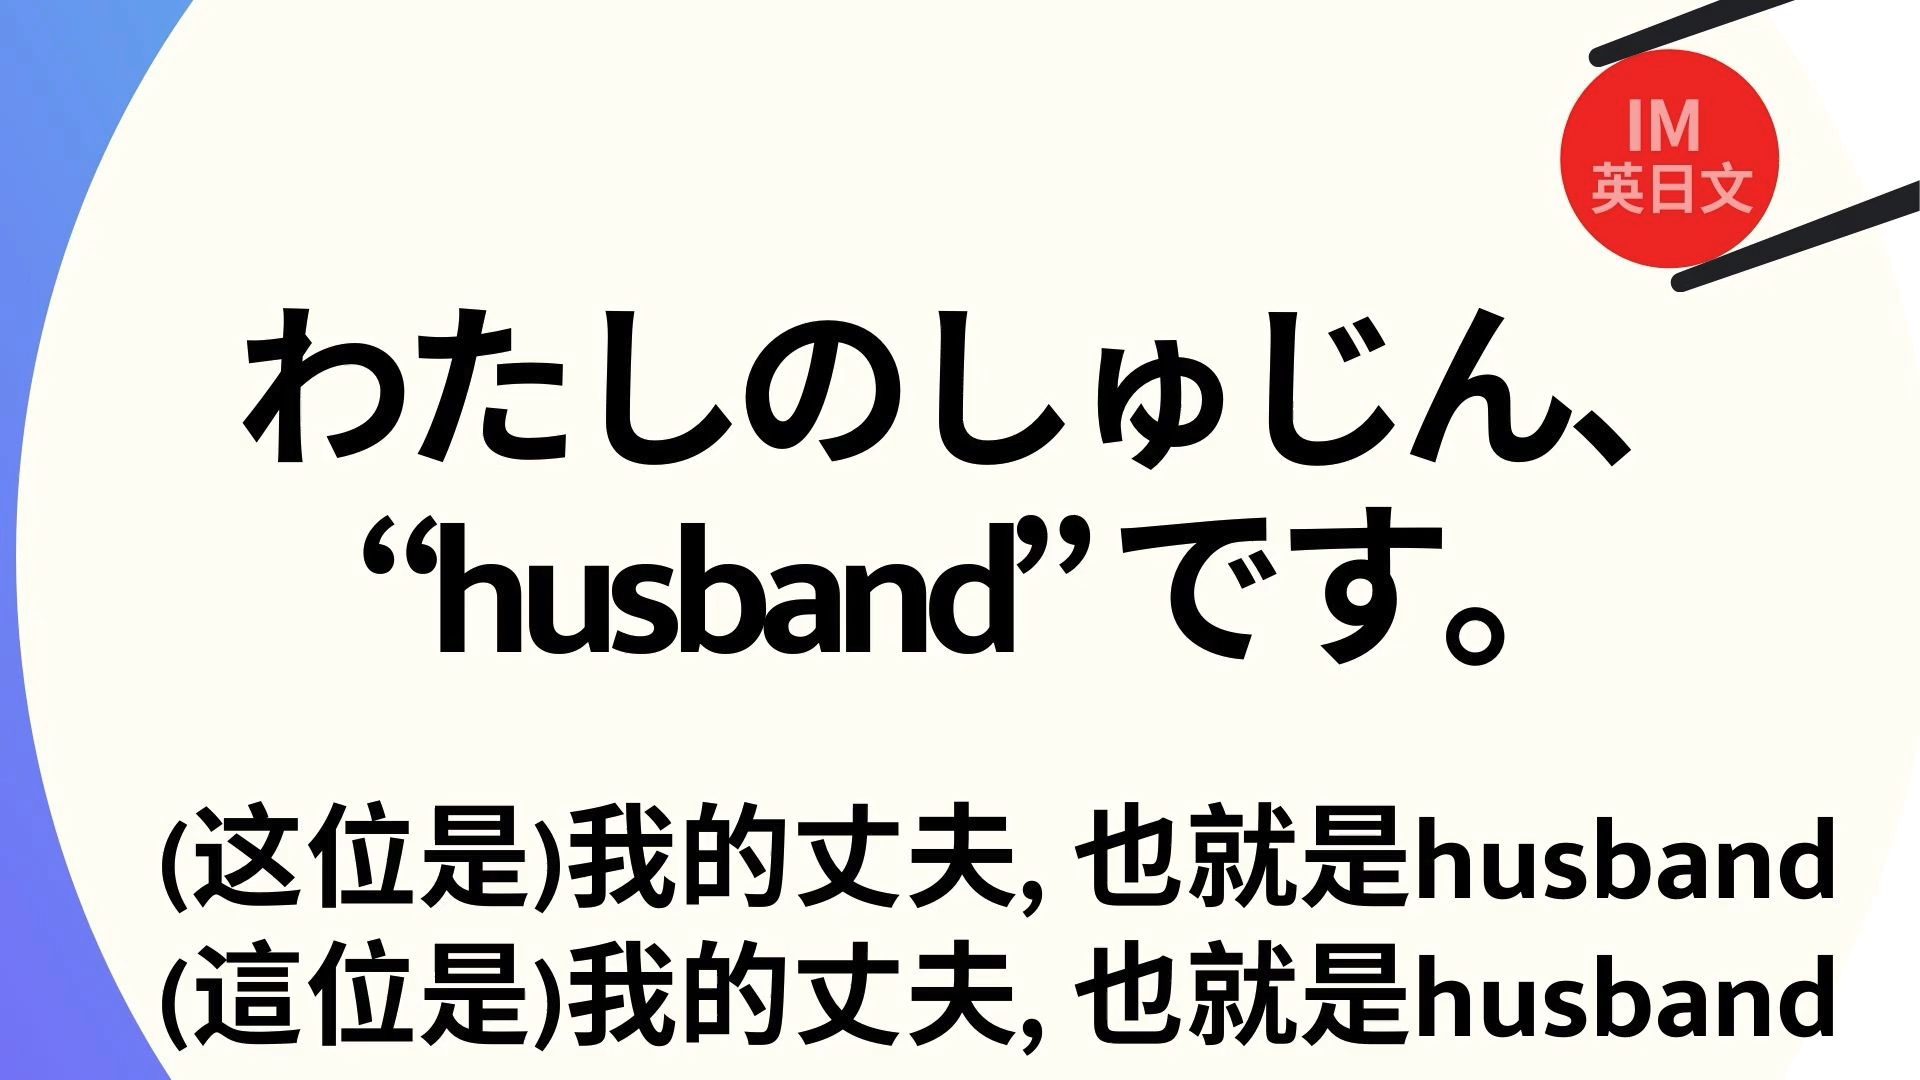 IM
英日文
わたしのしゅじん、
“husband”です。
(这位是)我的丈夫, 也就是husband
(這位是)我的丈夫, 也就是husband